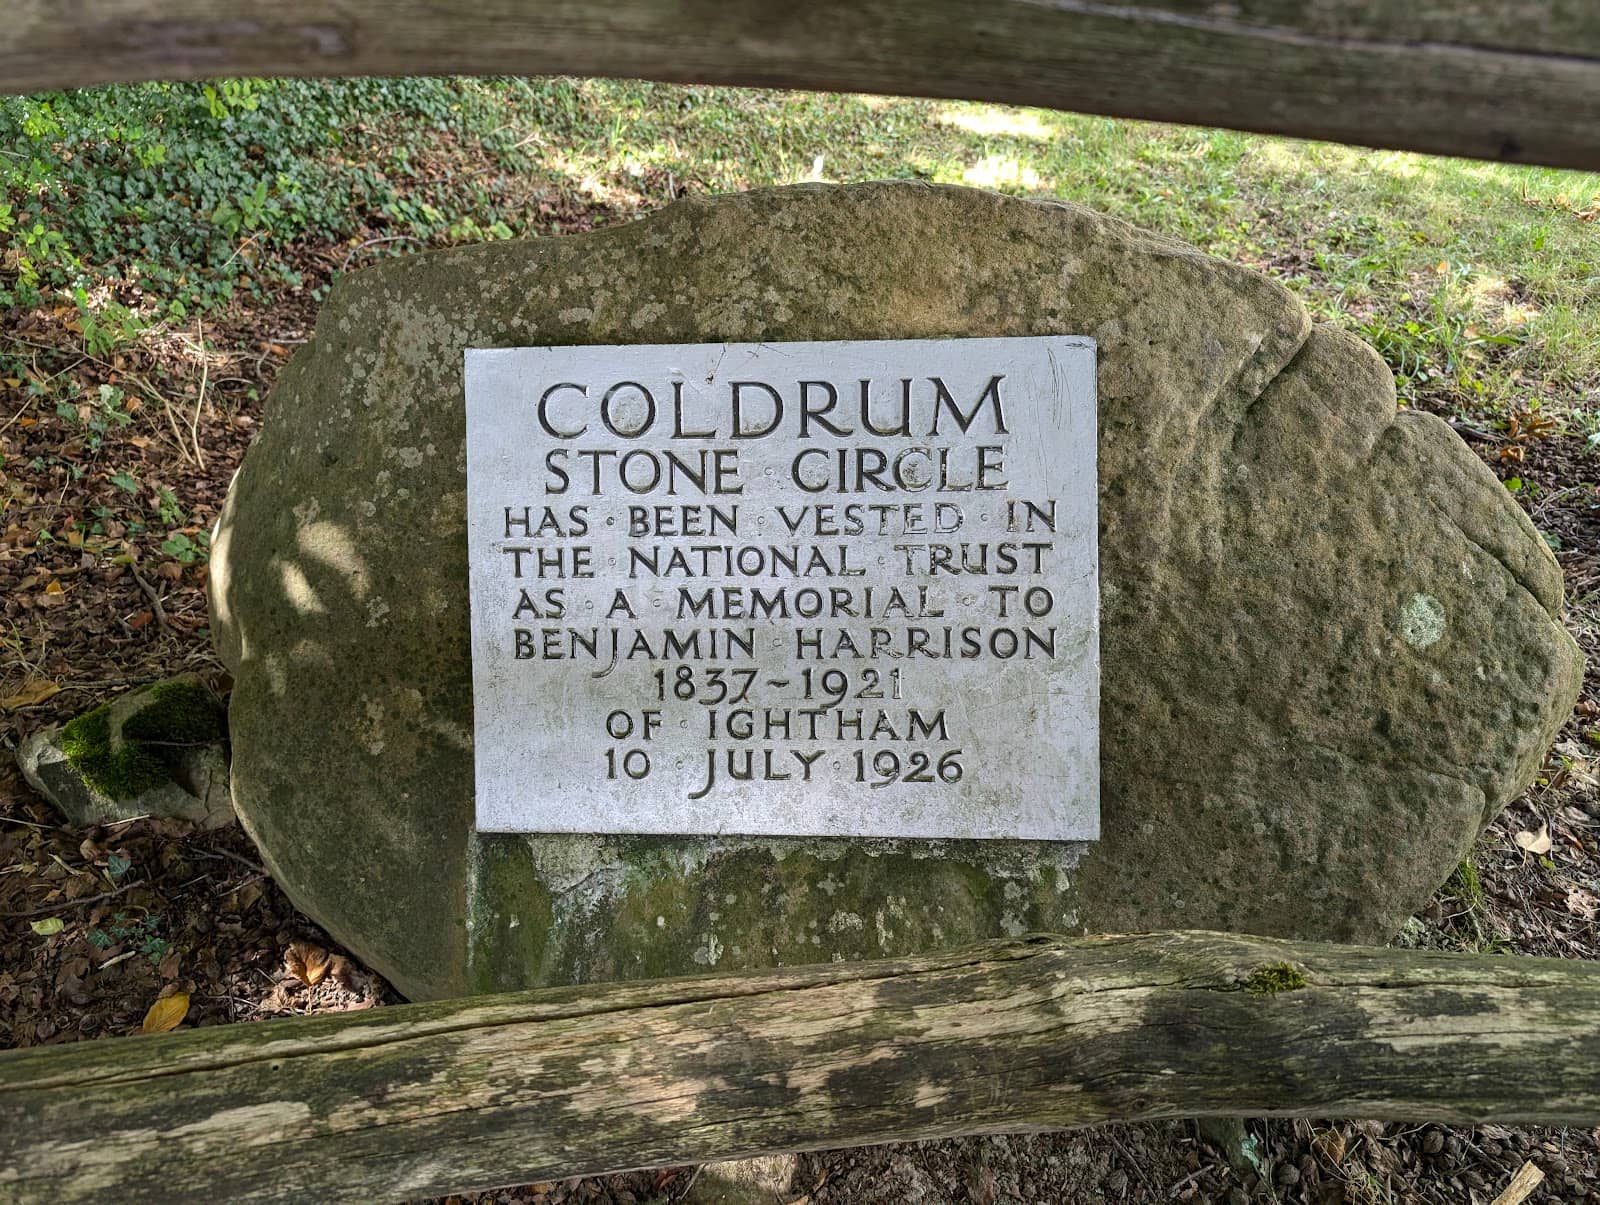 COLDRUM
STONE CIRCLE
HAS · BEEN · VESTED · IN
THE · NATIONAL · TRUST
AS · A · MEMORIAL · TO
BENJAMIN · HARRISON
1837~1921
OF · IGHTHAM
10 · JULY · 1926